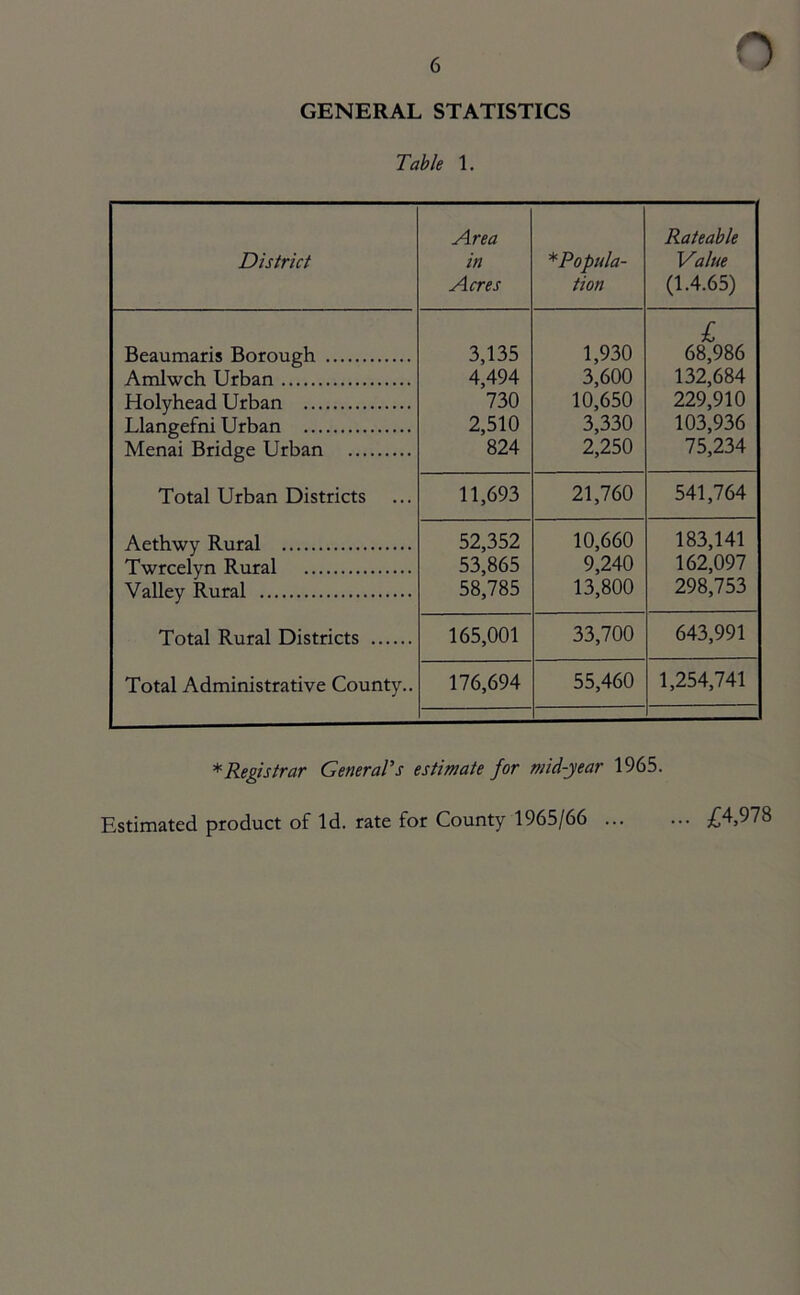 6
GENERAL STATISTICS
Table 1.
District | Area in Acres | *Popula-tion | Rateable Value (1.4.65)
£
Beaumaris Borough ............ | 3,135 | 1,930 | 68,986
Amlwch Urban ................... | 4,494 | 3,600 | 132,684
Holyhead Urban ................ | 730 | 10,650 | 229,910
Llangefni Urban ................ | 2,510 | 3,330 | 103,936
Menai Bridge Urban .......... | 824 | 2,250 | 75,234
Total Urban Districts ... | 11,693 | 21,760 | 541,764
Aethwy Rural ................... | 52,352 | 10,660 | 183,141
Twrcelyn Rural ................ | 53,865 | 9,240 | 162,097
Valley Rural ...................... | 58,785 | 13,800 | 298,753
Total Rural Districts ...... | 165,001 | 33,700 | 643,991
Total Administrative County.. | 176,694 | 55,460 | 1,254,741
*Registrar General's estimate for mid-year 1965.
Estimated product of 1d. rate for County 1965/66 ... ... £4,978